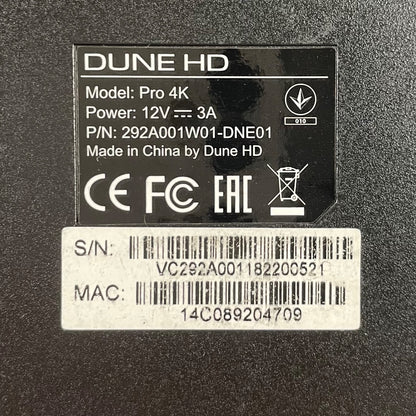 DUNE HD
Model: Pro 4K
Power: 12V ⎓ 3A
010
P/N: 292A001W01-DNE01
Made in China by Dune HD
CE FC EAC
S/N:
VC292A001182200521
MAC:
14C089204709